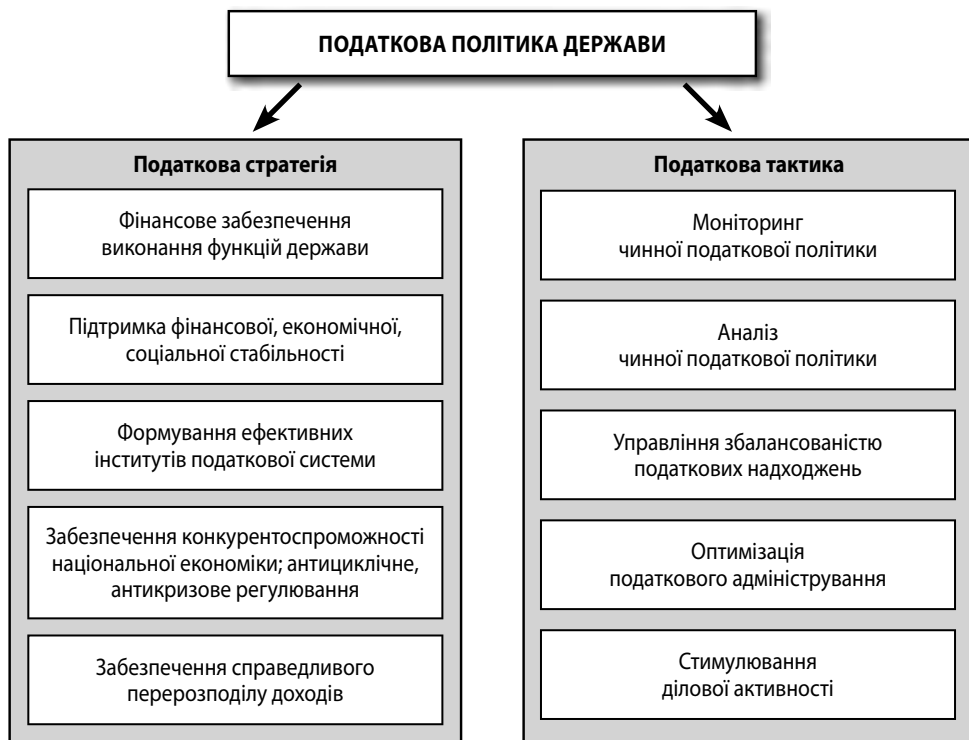 ПОДАТКОВА ПОЛІТИКА ДЕРЖАВИ
Податкова стратегія
Фінансове забезпечення
виконання функцій держави
Підтримка фінансової, економічної,
соціальної стабільності
Формування ефективних
інститутів податкової системи
Забезпечення конкурентоспроможності
національної економіки; антициклічне,
антикризове регулювання
Забезпечення справедливого
перерозподілу доходів
Податкова тактика
Моніторинг
чинної податкової політики
Аналіз
чинної податкової політики
Управління збалансованістю
податкових надходжень
Оптимізація
податкового адміністрування
Стимулювання
ділової активності